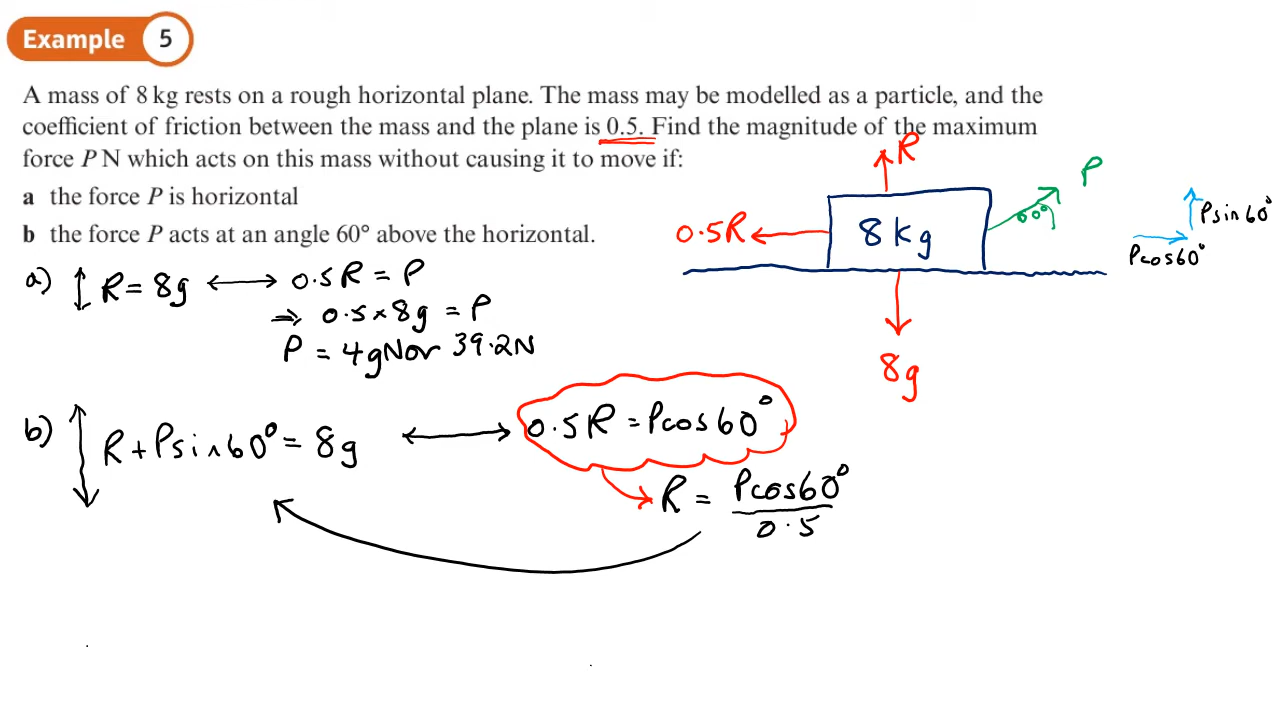 Example 5
A mass of 8 kg rests on a rough horizontal plane. The mass may be modelled as a particle, and the
coefficient of friction between the mass and the plane is 0.5. Find the magnitude of the maximum
force P N which acts on this mass without causing it to move if:
a the force P is horizontal
b the force P acts at an angle 60° above the horizontal.
R
P
60°
0.5R
8kg
8g
Psin60°
Pcos60°
a) ↕ R = 8g ⟷ 0.5R = P
⇒ 0.5 × 8g = P
P = 4gN or 39.2N
b) ↕ R + Psin60° = 8g ⟷ 0.5R = Pcos60°
R = Pcos60° / 0.5